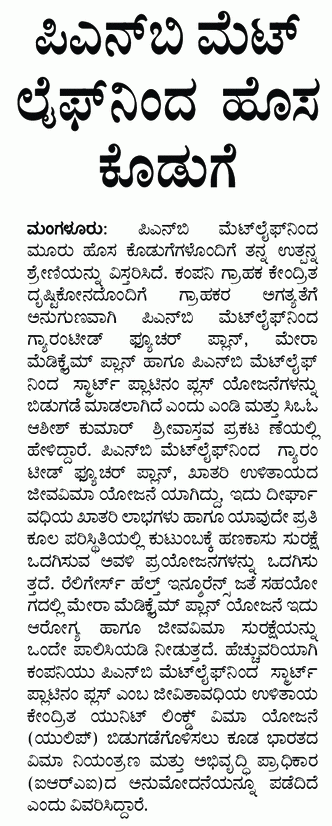 ಪಿಎನ್‌ಬಿ ಮೆಟ್
ಲೈಫ್‌ನಿಂದ ಹೊಸ
ಕೊಡುಗೆ
ಮಂಗಳೂರು: ಪಿಎನ್‌ಬಿ ಮೆಟ್‌ಲೈಫ್‌ನಿಂದ
ಮೂರು ಹೊಸ ಕೊಡುಗೆಗಳೊಂದಿಗೆ ತನ್ನ ಉತ್ಪನ್ನ
ಶ್ರೇಣಿಯನ್ನು ವಿಸ್ತರಿಸಿದೆ. ಕಂಪನಿ ಗ್ರಾಹಕ ಕೇಂದ್ರಿತ
ದೃಷ್ಟಿಕೋನದೊಂದಿಗೆ ಗ್ರಾಹಕರ ಅಗತ್ಯತೆಗೆ
ಅನುಗುಣವಾಗಿ ಪಿಎನ್‌ಬಿ ಮೆಟ್‌ಲೈಫ್‌ನಿಂದ
ಗ್ಯಾರಂಟೀಡ್ ಫ್ಯೂಚರ್ ಪ್ಲಾನ್, ಮೇರಾ
ಮೆಡಿಕ್ಲೈಮ್ ಪ್ಲಾನ್ ಹಾಗೂ ಪಿಎನ್‌ಬಿ ಮೆಟ್‌ಲೈಫ್
ನಿಂದ ಸ್ಮಾರ್ಟ್ ಪ್ಲಾಟಿನಂ ಪ್ಲಸ್ ಯೋಜನೆಗಳನ್ನು
ಬಿಡುಗಡೆ ಮಾಡಲಾಗಿದೆ ಎಂದು ಎಂಡಿ ಮತ್ತು ಸಿಒಓ
ಆಶೀಶ್ ಕುಮಾರ್ ಶ್ರೀವಾಸ್ತವ ಪ್ರಕಟ ಣೆಯಲ್ಲಿ
ಹೇಳಿದ್ದಾರೆ. ಪಿಎನ್‌ಬಿ ಮೆಟ್‌ಲೈಫ್‌ನಿಂದ ಗ್ಯಾರಂ
ಟೀಡ್ ಫ್ಯೂಚರ್ ಪ್ಲಾನ್, ಖಾತರಿ ಉಳಿತಾಯದ
ಜೀವವಿಮಾ ಯೋಜನೆ ಯಾಗಿದ್ದು, ಇದು ದೀರ್ಘಾ
ವಧಿಯ ಖಾತರಿ ಲಾಭಗಳು ಹಾಗೂ ಯಾವುದೇ ಪ್ರತಿ
ಕೂಲ ಪರಿಸ್ಥಿತಿಯಲ್ಲಿ ಕುಟುಂಬಕ್ಕೆ ಹಣಕಾಸು ಸುರಕ್ಷೆ
ಒದಗಿಸುವ ಅವಳಿ ಪ್ರಯೋಜನಗಳನ್ನು ಒದಗಿಸು
ತ್ತದೆ. ರೆಲಿಗೇರ್ಸ್ ಹೆಲ್ತ್ ಇನ್ಶೂರೆನ್ಸ್ ಜತೆ ಸಹಯೋ
ಗದಲ್ಲಿ ಮೇರಾ ಮೆಡಿಕ್ಲೈಮ್ ಪ್ಲಾನ್ ಯೋಜನೆ ಇದು
ಆರೋಗ್ಯ ಹಾಗೂ ಜೀವವಿಮಾ ಸುರಕ್ಷೆಯನ್ನು
ಒಂದೇ ಪಾಲಿಸಿಯಡಿ ನೀಡುತ್ತದೆ. ಹೆಚ್ಚುವರಿಯಾಗಿ
ಕಂಪನಿಯು ಪಿಎನ್‌ಬಿ ಮೆಟ್‌ಲೈಫ್‌ನಿಂದ ಸ್ಮಾರ್ಟ್
ಪ್ಲಾಟಿನಂ ಪ್ಲಸ್ ಎಂಬ ಜೀವಿತಾವಧಿಯ ಉಳಿತಾಯ
ಕೇಂದ್ರಿತ ಯುನಿಟ್ ಲಿಂಕ್ಡ್ ವಿಮಾ ಯೋಜನೆ
(ಯುಲಿಪ್) ಬಿಡುಗಡೆಗೊಳಿಸಲು ಕೂಡ ಭಾರತದ
ವಿಮಾ ನಿಯಂತ್ರಣ ಮತ್ತು ಅಭಿವೃದ್ಧಿ ಪ್ರಾಧಿಕಾರ
(ಐಆರ್‌ಎಐ)ದ ಅನುಮೋದನೆಯನ್ನೂ ಪಡೆದಿದೆ
ಎಂದು ವಿವರಿಸಿದ್ದಾರೆ.